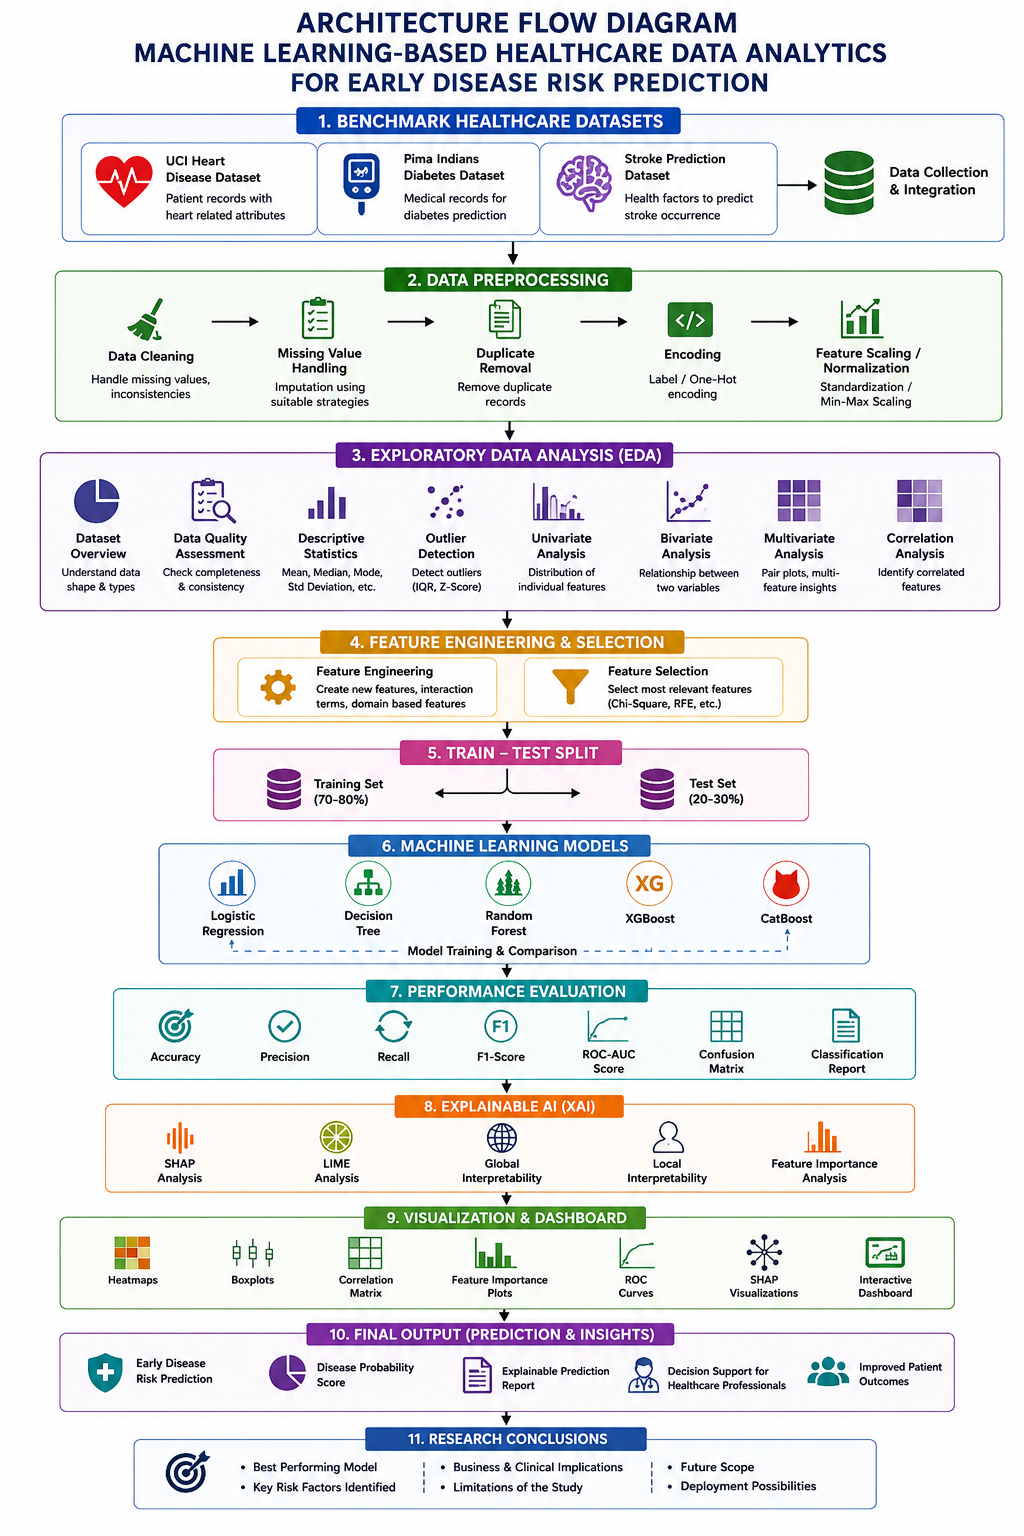 ARCHITECTURE FLOW DIAGRAM
MACHINE LEARNING-BASED HEALTHCARE DATA ANALYTICS
FOR EARLY DISEASE RISK PREDICTION
1. BENCHMARK HEALTHCARE DATASETS
UCI Heart
Disease Dataset
Patient records with
heart related attributes
Pima Indians
Diabetes Dataset
Medical records for
diabetes prediction
Stroke Prediction
Dataset
Health factors to predict
stroke occurrence
Data Collection
& Integration
2. DATA PREPROCESSING
Data Cleaning
Handle missing values,
inconsistencies
Missing Value
Handling
Imputation using
suitable strategies
Duplicate
Removal
Remove duplicate
records
</>
Encoding
Label / One-Hot
encoding
Feature Scaling /
Normalization
Standardization /
Min-Max Scaling
3. EXPLORATORY DATA ANALYSIS (EDA)
Dataset
Overview
Understand data
shape & types
Data Quality
Assessment
Check completeness
& consistency
Descriptive
Statistics
Mean, Median, Mode,
Std Deviation, etc.
Outlier
Detection
Detect outliers
(IQR, Z-Score)
Univariate
Analysis
Distribution of
individual features
Bivariate
Analysis
Relationship between
two variables
Multivariate
Analysis
Pair plots, multi-
feature insights
Correlation
Analysis
Identify correlated
features
4. FEATURE ENGINEERING & SELECTION
Feature Engineering
Create new features, interaction
terms, domain based features
Feature Selection
Select most relevant features
(Chi-Square, RFE, etc.)
5. TRAIN – TEST SPLIT
Training Set
(70-80%)
Test Set
(20-30%)
6. MACHINE LEARNING MODELS
Logistic
Regression
Decision
Tree
Random
Forest
XG
XGBoost
CatBoost
Model Training & Comparison
7. PERFORMANCE EVALUATION
Accuracy
Precision
Recall
F1
F1-Score
ROC-AUC
Score
Confusion
Matrix
Classification
Report
8. EXPLAINABLE AI (XAI)
SHAP
Analysis
LIME
Analysis
Global
Interpretability
Local
Interpretability
Feature Importance
Analysis
9. VISUALIZATION & DASHBOARD
Heatmaps
Boxplots
Correlation
Matrix
Feature Importance
Plots
ROC
Curves
SHAP
Visualizations
Interactive
Dashboard
10. FINAL OUTPUT (PREDICTION & INSIGHTS)
Early Disease
Risk Prediction
Disease Probability
Score
Explainable Prediction
Report
Decision Support for
Healthcare Professionals
Improved Patient
Outcomes
11. RESEARCH CONCLUSIONS
• Best Performing Model
• Key Risk Factors Identified
• Business & Clinical Implications
• Limitations of the Study
• Future Scope
• Deployment Possibilities